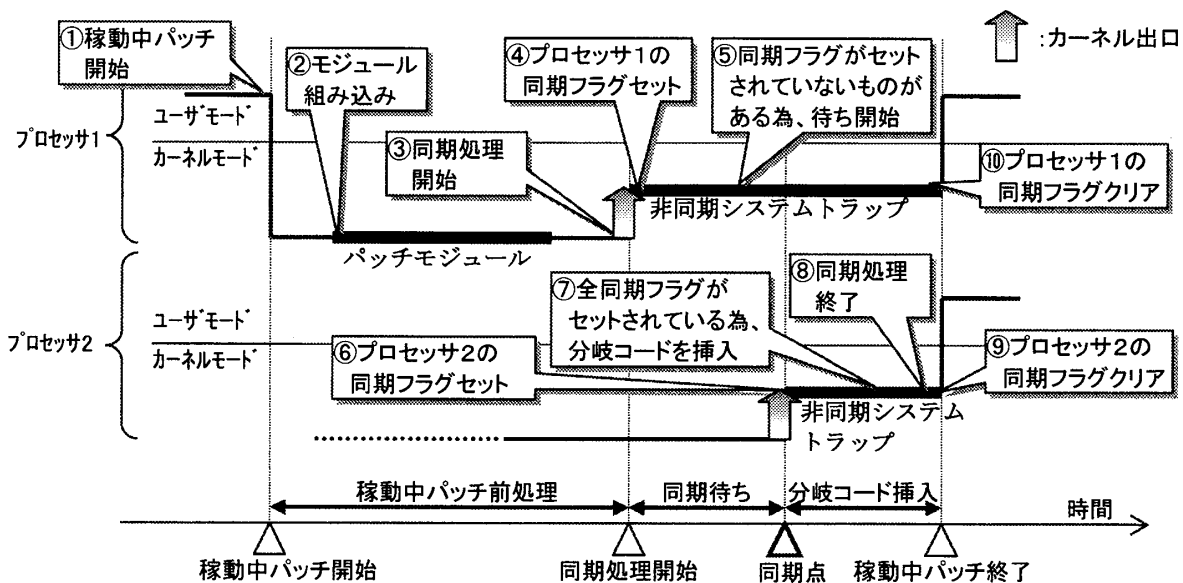 ①稼動中パッチ
開始
②モジュール
組み込み
④プロセッサ1の
同期フラグセット
⑤同期フラグがセット
されていないものが
ある為、待ち開始
:カーネル出口
プロセッサ1
ユーザモード
カーネルモード
③同期処理
開始
⑩プロセッサ1の
同期フラグクリア
非同期システムトラップ
パッチモジュール
プロセッサ2
ユーザモード
カーネルモード
⑦全同期フラグが
セットされている為、
分岐コードを挿入
⑧同期処理
終了
⑥プロセッサ2の
同期フラグセット
⑨プロセッサ2の
同期フラグクリア
非同期システム
トラップ
稼動中パッチ前処理
同期待ち
分岐コード挿入
時間
稼動中パッチ開始
同期処理開始
同期点
稼動中パッチ終了